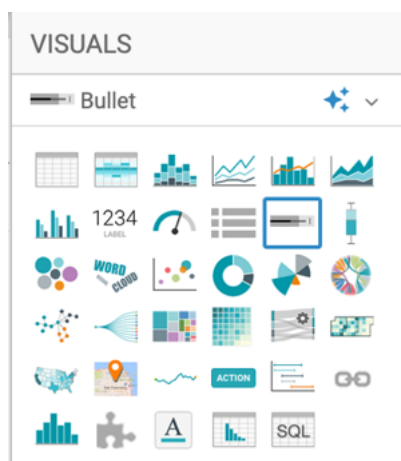 VISUALS
Bullet
1234
LABEL
WORD
CLOUD
ACTION
A
SQL